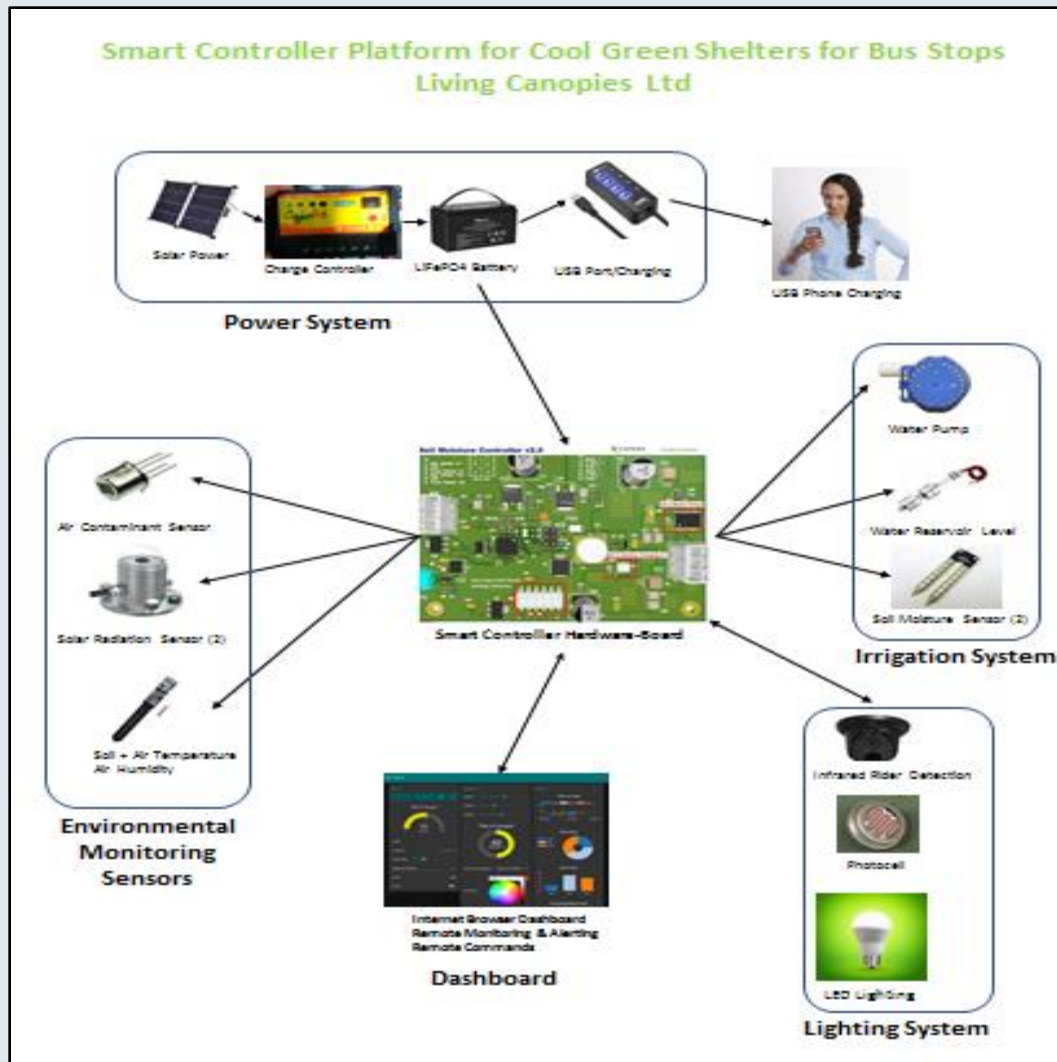 Smart Controller Platform for Cool Green Shelters for Bus Stops
Living Canopies Ltd
Solar Power
Charge Controller
LiFePO4 Battery
USB Port/Charging
USB Phone Charging
Power System
Water Pump
Water Reservoir Level
Soil Moisture Sensor (2)
Irrigation System
Air Contaminant Sensor
Solar Radiation Sensor (2)
Soil + Air Temperature
Air Humidity
Environmental
Monitoring
Sensors
Soil Moisture Controller v2.0
Smart Controller Hardware-Board
Infrared Rider Detection
Photocell
LED Lighting
Lighting System
Internet Browser Dashboard
Remote Monitoring & Alerting
Remote Commands
Dashboard